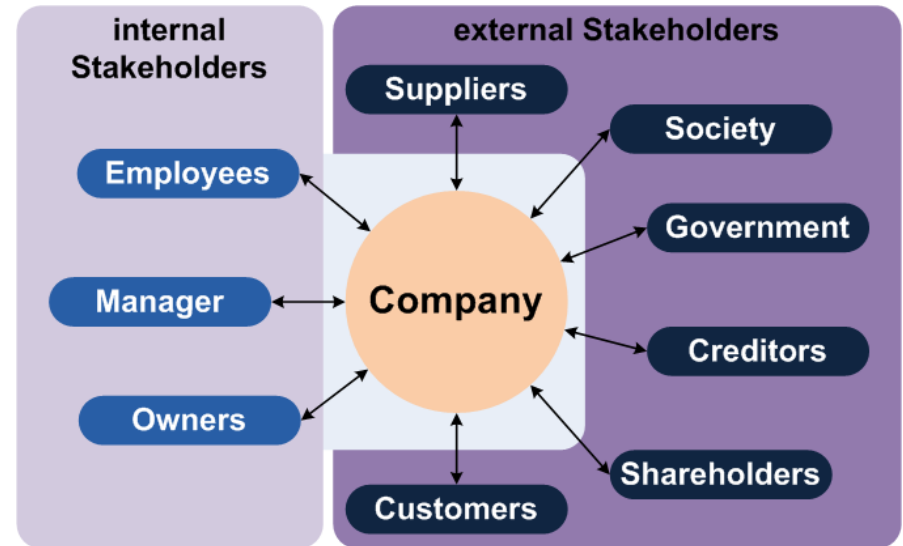 internal
Stakeholders
external Stakeholders
Suppliers
Society
Employees
Government
Manager
Company
Creditors
Owners
Shareholders
Customers